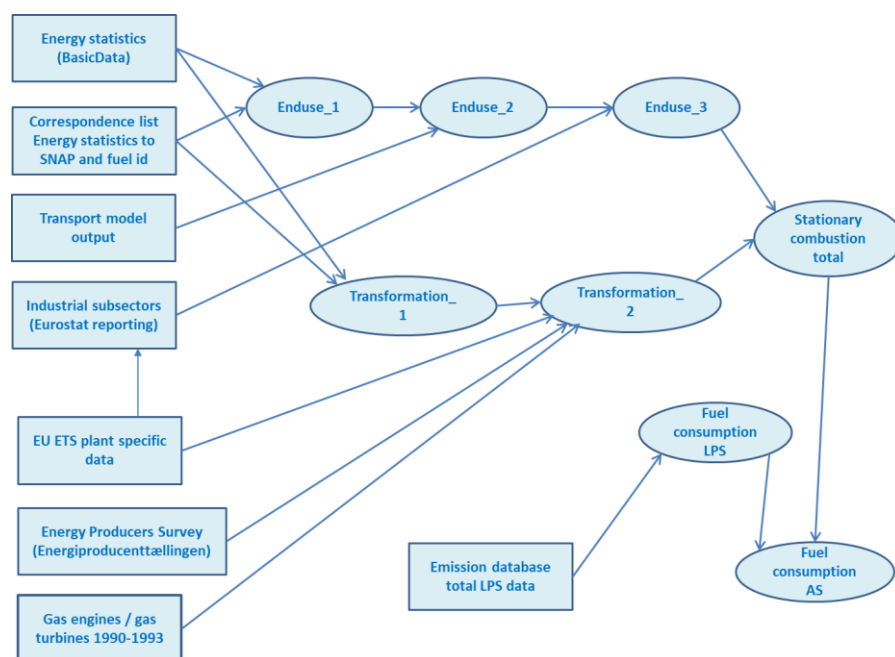 Energy statistics
(BasicData)
Correspondence list
Energy statistics to
SNAP and fuel id
Transport model
output
Industrial subsectors
(Eurostat reporting)
EU ETS plant specific
data
Energy Producers Survey
(Energiproducenttællingen)
Gas engines / gas
turbines 1990-1993
Enduse_1
Enduse_2
Enduse_3
Transformation_
1
Transformation_
2
Stationary
combustion
total
Fuel
consumption
LPS
Emission database
total LPS data
Fuel
consumption
AS